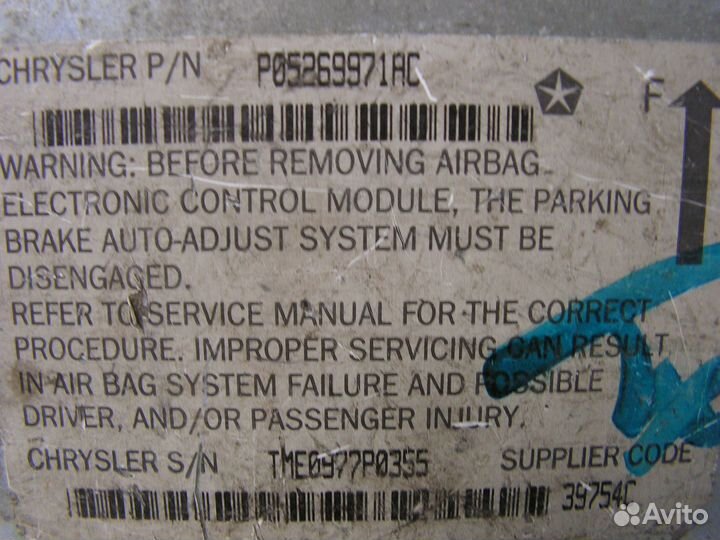 CHRYSLER P/N P05269971AC
F
WARNING: BEFORE REMOVING AIRBAG
ELECTRONIC CONTROL MODULE, THE PARKING
BRAKE AUTO-ADJUST SYSTEM MUST BE
DISENGAGED.
REFER TO SERVICE MANUAL FOR THE CORRECT
PROCEDURE. IMPROPER SERVICING CAN RESULT
IN AIR BAG SYSTEM FAILURE AND POSSIBLE
DRIVER, AND/OR PASSENGER INJURY.
CHRYSLER S/N TME0977P0355 SUPPLIER CODE
39754C
Avito